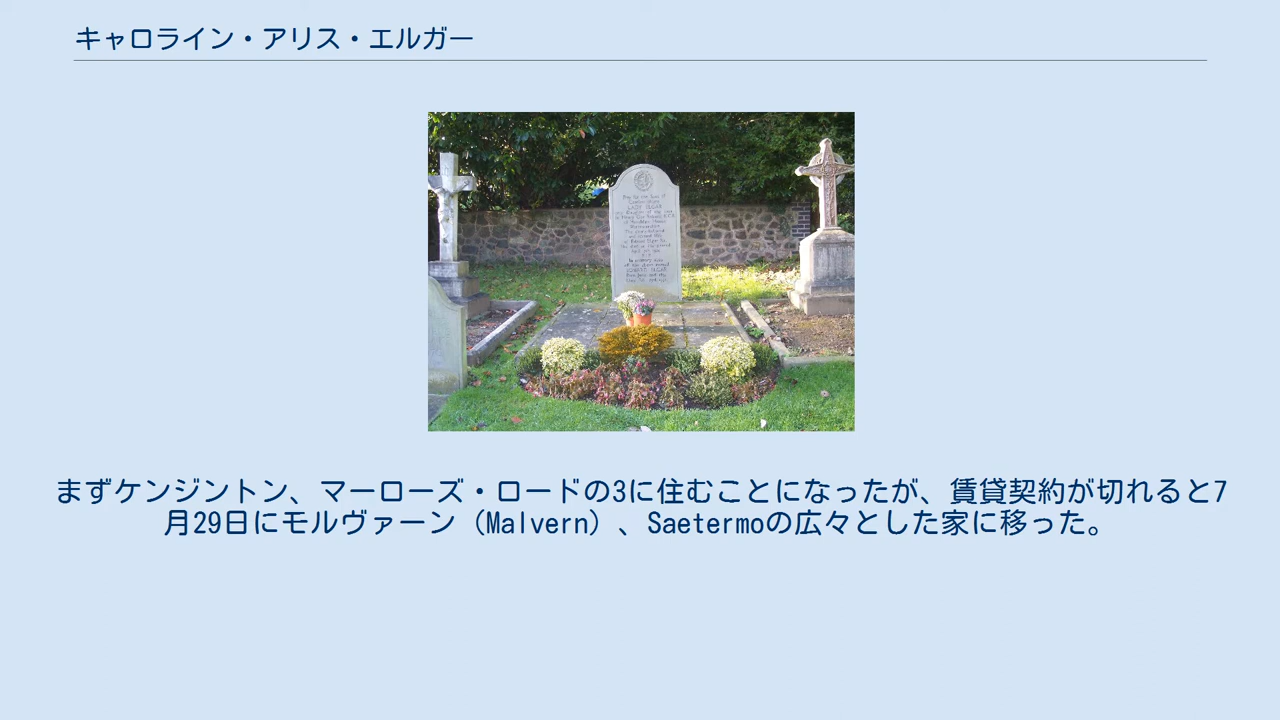 キャロライン・アリス・エルガー
LADY ELGAR
EDWARD ELGAR
まずケンジントン、マーローズ・ロードの3に住むことになったが、賃貸契約が切れると7
月29日にモルヴァーン（Malvern）、Saetermoの広々とした家に移った。